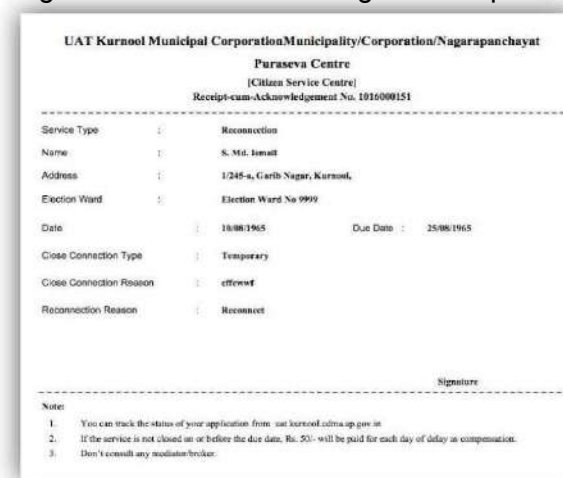 UAT Kurnool Municipal CorporationMunicipality/Corporation/Nagarapanchayat
Puraseva Centre
[Citizen Service Centre]
Receipt-cum-Acknowledgement No. 1016000151
Service Type : Reconnection
Name : S. Md. Ismail
Address : 1/245-a, Garib Nagar, Kurnool,
Election Ward : Election Ward No 9999
Date : 10/08/1965 Due Date : 25/08/1965
Close Connection Type : Temporary
Close Connection Reason : effewwf
Reconnection Reason : Reconnect
Signature
Note:
1. You can track the status of your application from uat.kurnool.cdma.ap.gov.in
2. If the service is not closed on or before the due date, Rs. 50/- will be paid for each day of delay as compensation.
3. Don't consult any mediator/broker.